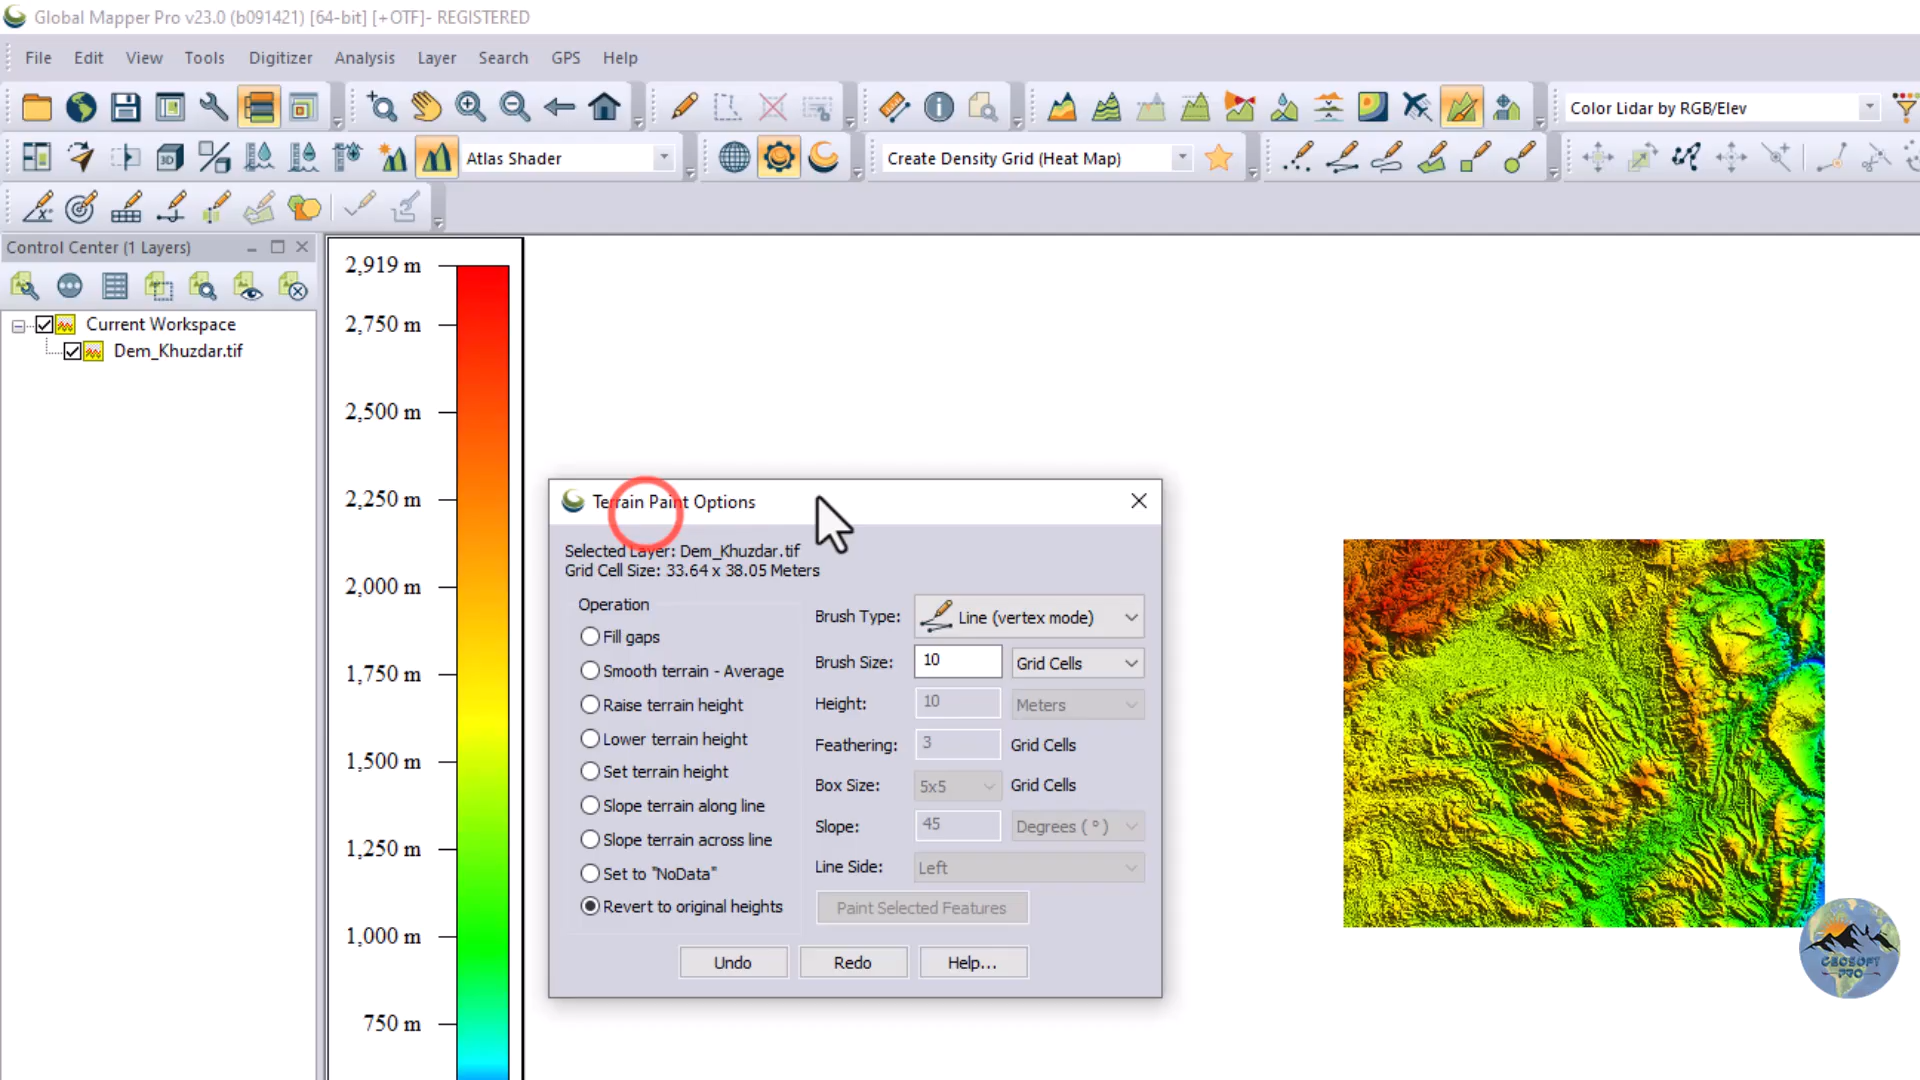 Global Mapper Pro v23.0 (b091421) [64-bit] [+OTF]- REGISTERED
File Edit View Tools Digitizer Analysis Layer Search GPS Help
Color Lidar by RGB/Elev
3D Atlas Shader Create Density Grid (Heat Map)
Control Center (1 Layers)
Current Workspace
Dem_Khuzdar.tif
2,919 m
2,750 m
2,500 m
2,250 m
2,000 m
1,750 m
1,500 m
1,250 m
1,000 m
750 m
Terrain Paint Options
Selected Layer: Dem_Khuzdar.tif
Grid Cell Size: 33.64 x 38.05 Meters
Operation
Fill gaps
Smooth terrain - Average
Raise terrain height
Lower terrain height
Set terrain height
Slope terrain along line
Slope terrain across line
Set to "NoData"
Revert to original heights
Brush Type: Line (vertex mode)
Brush Size: 10 Grid Cells
Height: 10 Meters
Feathering: 3 Grid Cells
Box Size: 5x5 Grid Cells
Slope: 45 Degrees ( ° )
Line Side: Left
Paint Selected Features
Undo Redo Help...
GEOSOFT
PRO